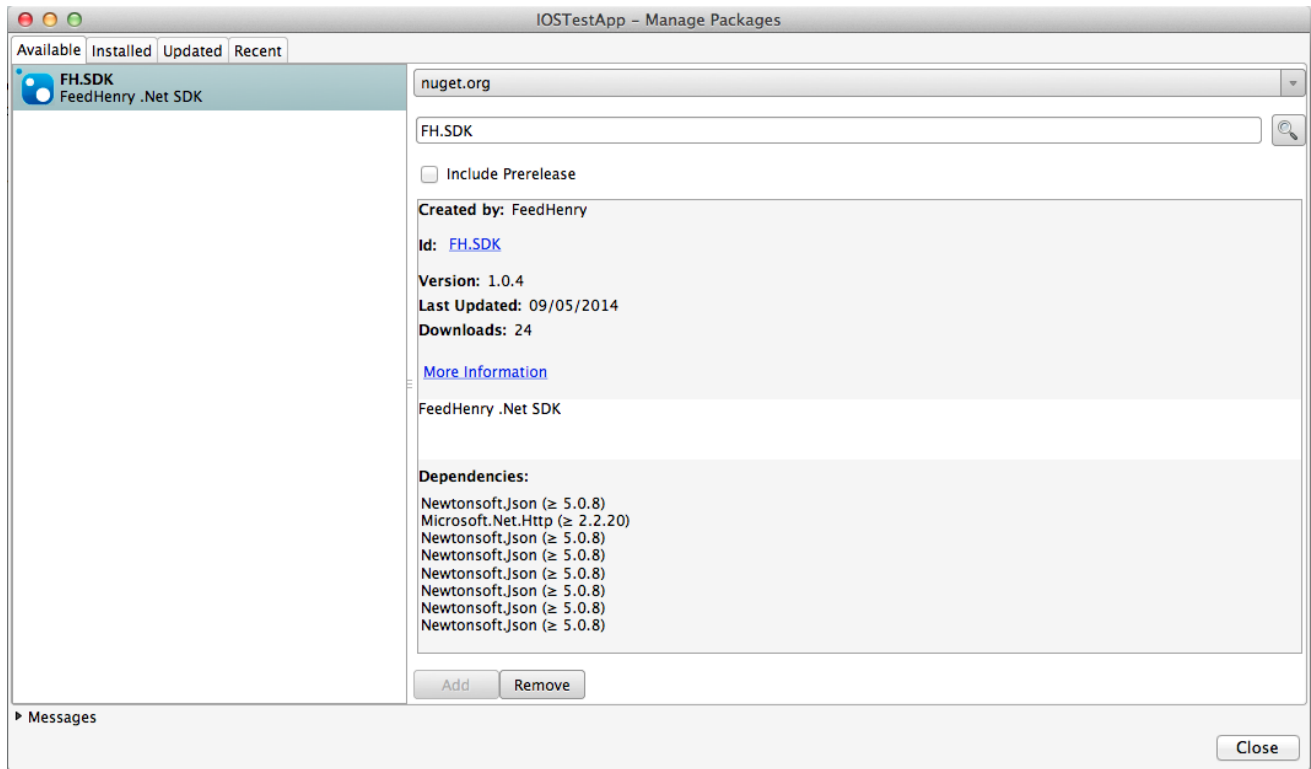 IOSTestApp – Manage Packages
Available Installed Updated Recent
FH.SDK
FeedHenry .Net SDK
nuget.org
FH.SDK
Include Prerelease
Created by: FeedHenry
Id: FH.SDK
Version: 1.0.4
Last Updated: 09/05/2014
Downloads: 24
More Information
FeedHenry .Net SDK
Dependencies:
Newtonsoft.Json (≥ 5.0.8)
Microsoft.Net.Http (≥ 2.2.20)
Newtonsoft.Json (≥ 5.0.8)
Newtonsoft.Json (≥ 5.0.8)
Newtonsoft.Json (≥ 5.0.8)
Newtonsoft.Json (≥ 5.0.8)
Newtonsoft.Json (≥ 5.0.8)
Newtonsoft.Json (≥ 5.0.8)
Add Remove
Messages
Close